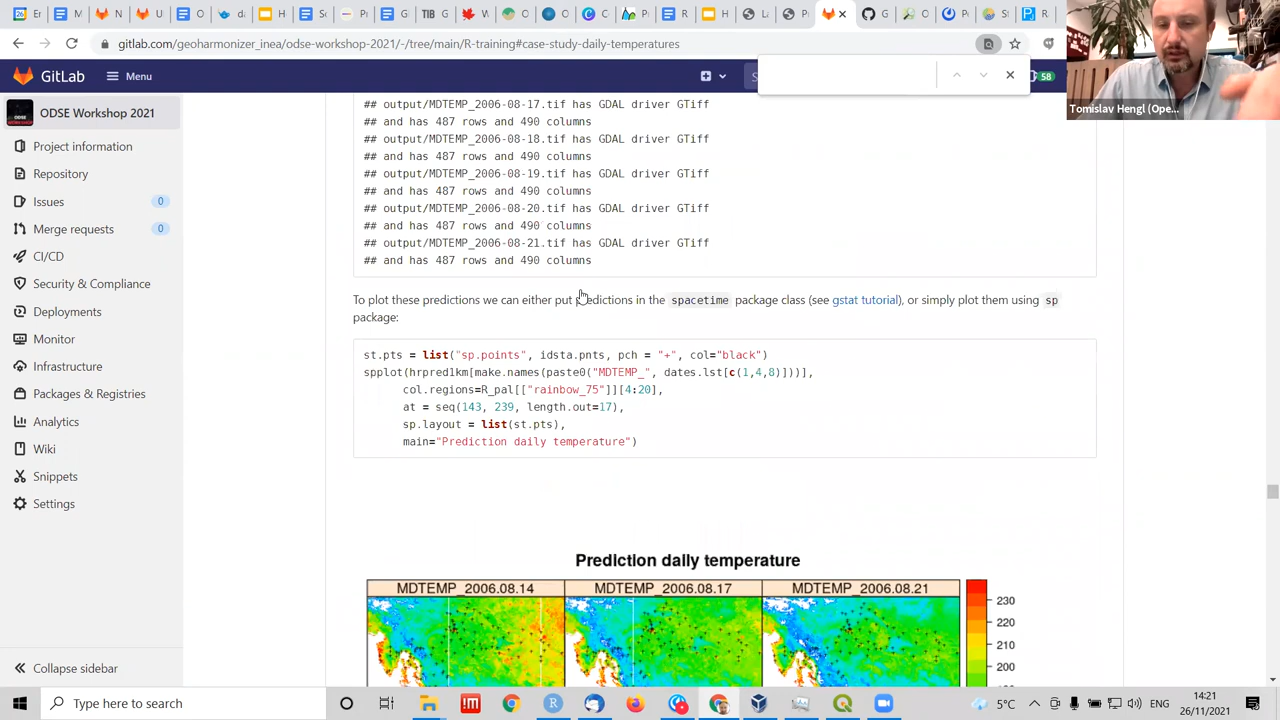 gitlab.com/geoharmonizer_inea/odse-workshop-2021/-/tree/main/R-training#case-study-daily-temperatures
GitLab
Menu
58
Tomislav Hengl (Ope...
ODSE Workshop 2021
Project information
Repository
Issues 0
Merge requests 0
CI/CD
Security & Compliance
Deployments
Monitor
Infrastructure
Packages & Registries
Analytics
Wiki
Snippets
Settings
Collapse sidebar
## output/MDTEMP_2006-08-17.tif has GDAL driver GTiff
## and has 487 rows and 490 columns
## output/MDTEMP_2006-08-18.tif has GDAL driver GTiff
## and has 487 rows and 490 columns
## output/MDTEMP_2006-08-19.tif has GDAL driver GTiff
## and has 487 rows and 490 columns
## output/MDTEMP_2006-08-20.tif has GDAL driver GTiff
## and has 487 rows and 490 columns
## output/MDTEMP_2006-08-21.tif has GDAL driver GTiff
## and has 487 rows and 490 columns
To plot these predictions we can either put predictions in the spacetime package class (see gstat tutorial), or simply plot them using sp
package:
st.pts = list("sp.points", idsta.pnts, pch = "+", col="black")
spplot(hrpred1km[make.names(paste0("MDTEMP_", dates.lst[c(1,4,8)]))],
col.regions=R_pal[["rainbow_75"]][4:20],
at = seq(143, 239, length.out=17),
sp.layout = list(st.pts),
main="Prediction daily temperature")
Prediction daily temperature
MDTEMP_2006.08.14 MDTEMP_2006.08.17 MDTEMP_2006.08.21
230
220
210
200
Type here to search
5°C
ENG
14:21
26/11/2021